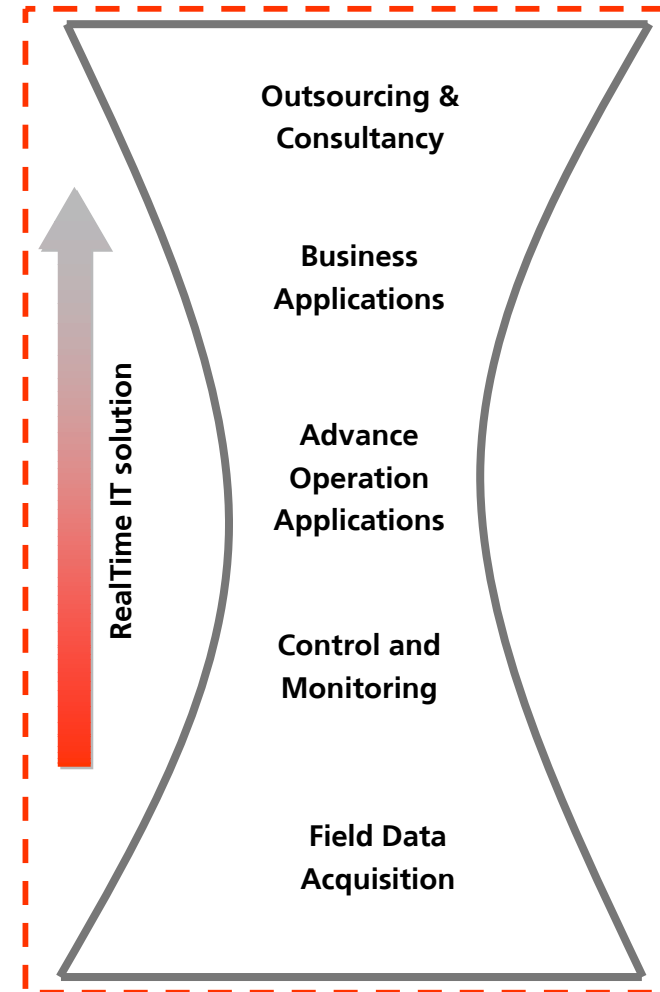 Outsourcing &
Consultancy
Business
Applications
Advance
Operation
Applications
RealTime IT solution
Control and
Monitoring
Field Data
Acquisition